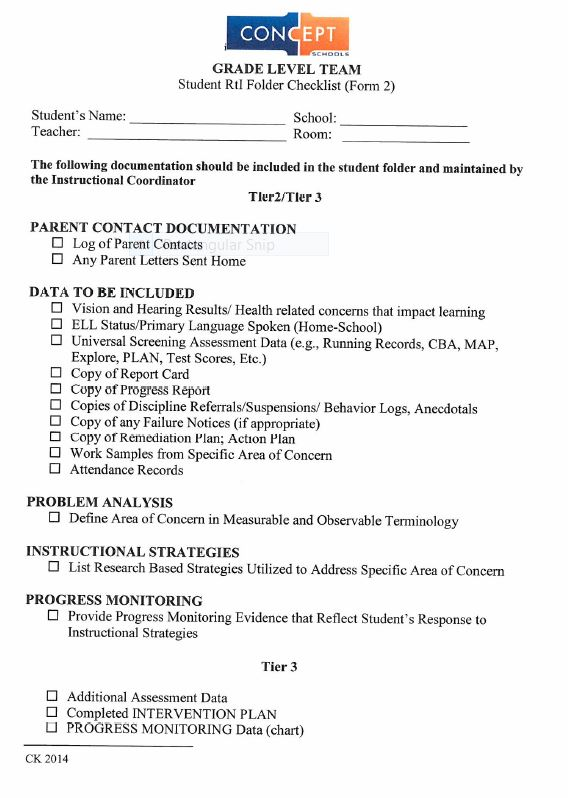 CONCEPT
SCHOOLS
GRADE LEVEL TEAM
Student RtI Folder Checklist (Form 2)
Student's Name: ____________________ School: ________________
Teacher: _________________________ Room: ________________
The following documentation should be included in the student folder and maintained by
the Instructional Coordinator
Tier2/Tier 3
PARENT CONTACT DOCUMENTATION
☐ Log of Parent Contacts
Rectangular Snip
☐ Any Parent Letters Sent Home
DATA TO BE INCLUDED
☐ Vision and Hearing Results/ Health related concerns that impact learning
☐ ELL Status/Primary Language Spoken (Home-School)
☐ Universal Screening Assessment Data (e.g., Running Records, CBA, MAP,
Explore, PLAN, Test Scores, Etc.)
☐ Copy of Report Card
☐ Copy of Progress Report
☐ Copies of Discipline Referrals/Suspensions/ Behavior Logs, Anecdotals
☐ Copy of any Failure Notices (if appropriate)
☐ Copy of Remediation Plan; Action Plan
☐ Work Samples from Specific Area of Concern
☐ Attendance Records
PROBLEM ANALYSIS
☐ Define Area of Concern in Measurable and Observable Terminology
INSTRUCTIONAL STRATEGIES
☐ List Research Based Strategies Utilized to Address Specific Area of Concern
PROGRESS MONITORING
☐ Provide Progress Monitoring Evidence that Reflect Student's Response to
Instructional Strategies
Tier 3
☐ Additional Assessment Data
☐ Completed INTERVENTION PLAN
☐ PROGRESS MONITORING Data (chart)
CK 2014